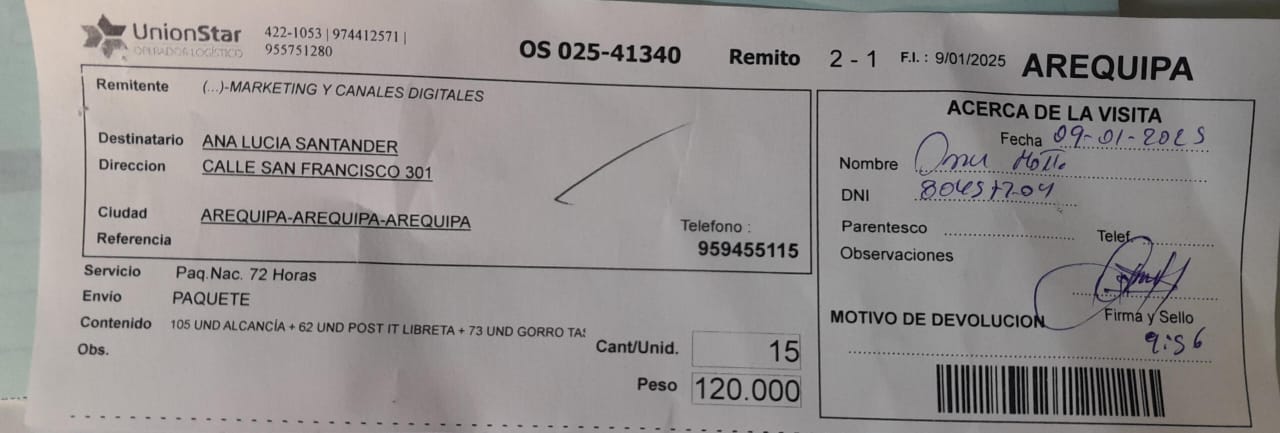 UnionStar
OPERADOR LOGÍSTICO
422-1053 | 974412571 |
955751280
OS 025-41340 Remito 2 - 1 F.I. : 9/01/2025 AREQUIPA
Remitente (...)-MARKETING Y CANALES DIGITALES
Destinatario ANA LUCIA SANTANDER
Direccion CALLE SAN FRANCISCO 301
Ciudad AREQUIPA-AREQUIPA-AREQUIPA
Referencia
Telefono :
959455115
Servicio Paq.Nac. 72 Horas
Envio PAQUETE
Contenido 105 UND ALCANCÍA + 62 UND POST IT LIBRETA + 73 UND GORRO TAS
Obs.
Cant/Unid. 15
Peso 120.000
ACERCA DE LA VISITA
Fecha 09-01-2025
Nombre
DNI
Parentesco Telef.
Observaciones
Firma y Sello
MOTIVO DE DEVOLUCION
9:56